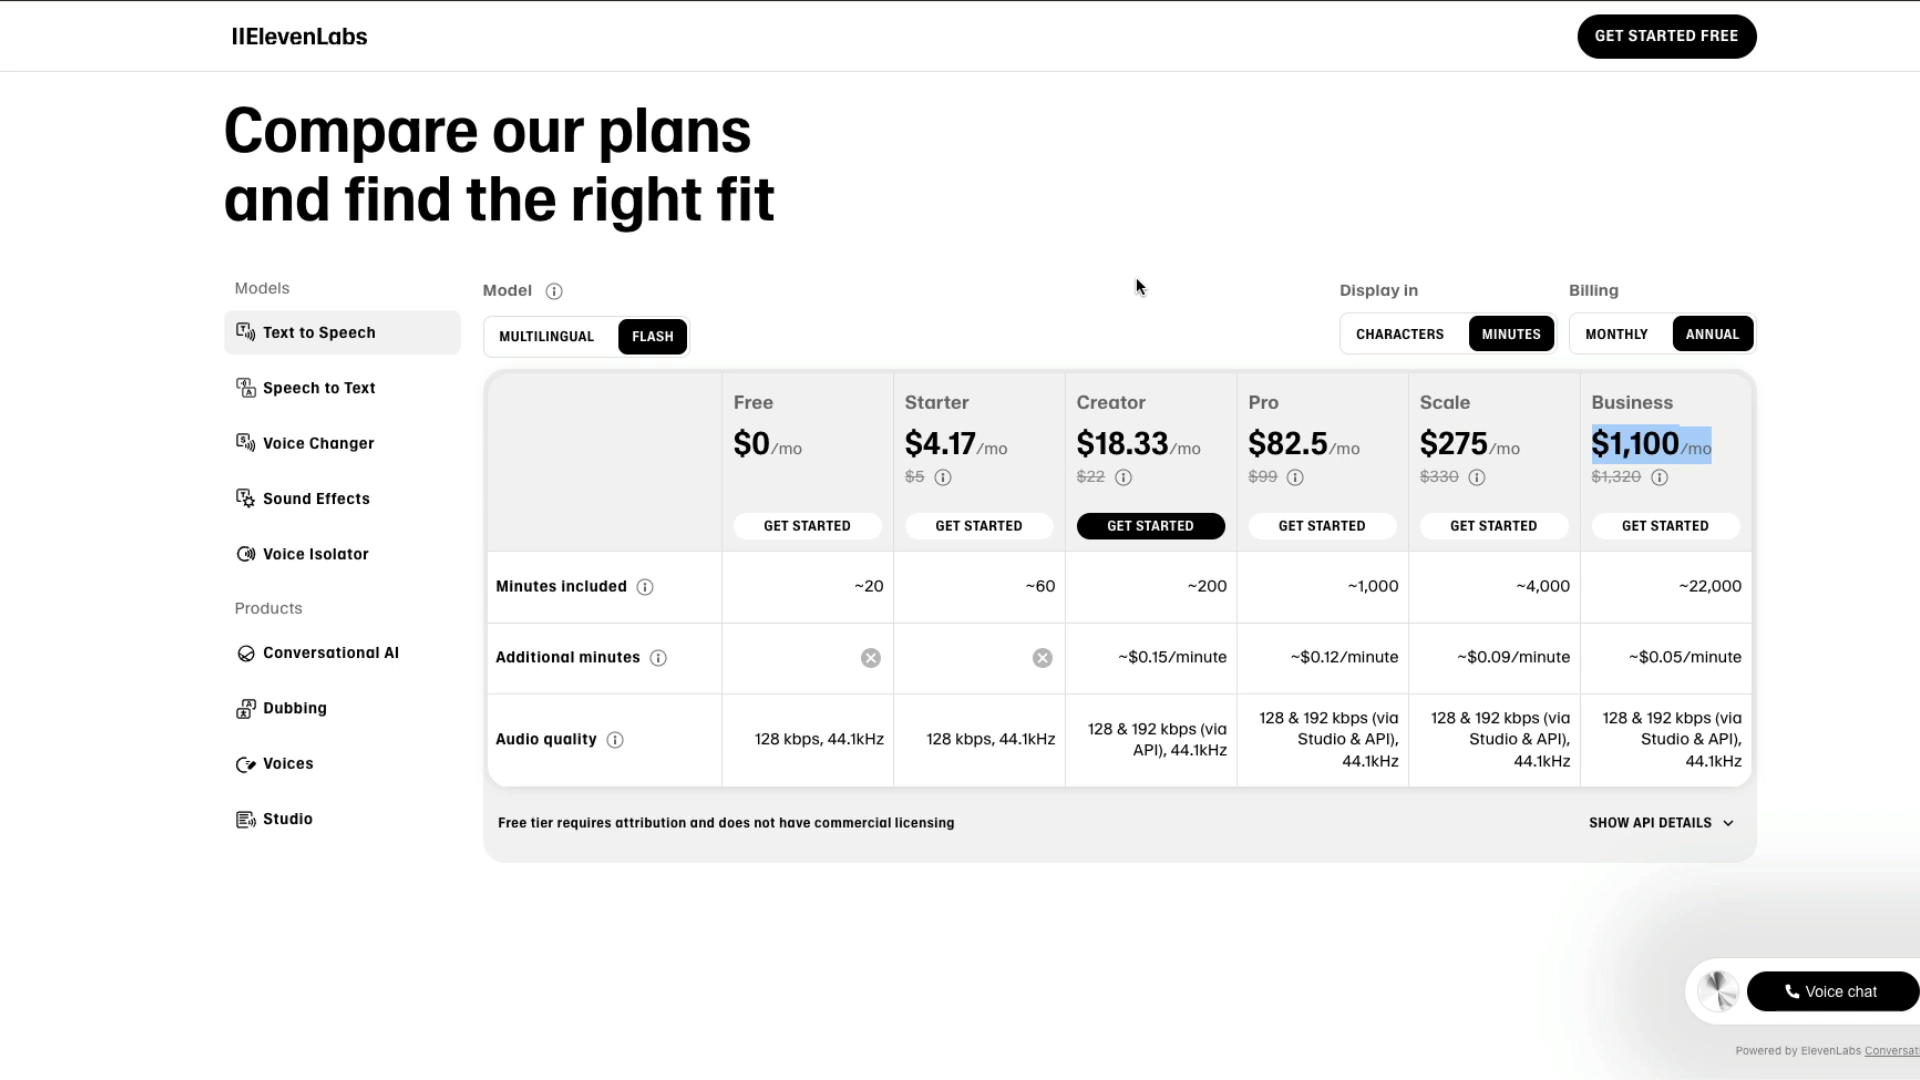 IIElevenLabs
GET STARTED FREE
Compare our plans
and find the right fit
Models
Text to Speech
Speech to Text
Voice Changer
Sound Effects
Voice Isolator
Products
Conversational AI
Dubbing
Voices
Studio
Model
MULTILINGUAL FLASH
Display in
CHARACTERS MINUTES
Billing
MONTHLY ANNUAL
Free Starter Creator Pro Scale Business
$0/mo $4.17/mo $18.33/mo $82.5/mo $275/mo $1,100/mo
$5 $22 $99 $330 $1,320
GET STARTED GET STARTED GET STARTED GET STARTED GET STARTED GET STARTED
Minutes included ~20 ~60 ~200 ~1,000 ~4,000 ~22,000
Additional minutes ~$0.15/minute ~$0.12/minute ~$0.09/minute ~$0.05/minute
Audio quality
128 kbps, 44.1kHz
128 kbps, 44.1kHz
128 & 192 kbps (via
API), 44.1kHz
128 & 192 kbps (via
Studio & API),
44.1kHz
128 & 192 kbps (via
Studio & API),
44.1kHz
128 & 192 kbps (via
Studio & API),
44.1kHz
Free tier requires attribution and does not have commercial licensing
SHOW API DETAILS
Voice chat
Powered by ElevenLabs Conversati